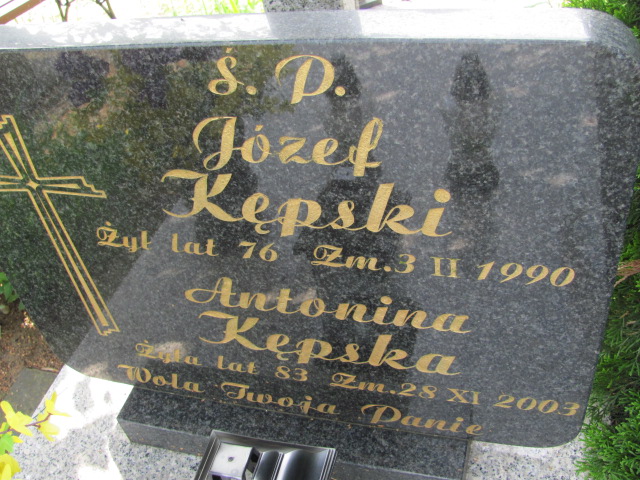 Ś. P.
Józef
Kępski
Żył lat 76 Zm. 3 II 1990
Antonina
Kępska
Żyła lat 83 Zm. 28 XI 2003
Wola Twoja Panie